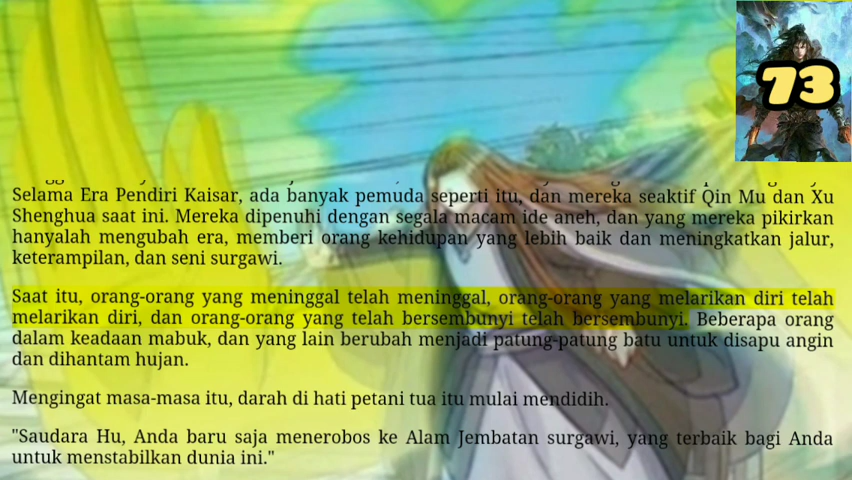 73
Selama Era Pendiri Kaisar, ada banyak pemuda seperti itu, dan mereka seaktif Qin Mu dan Xu
Shenghua saat ini. Mereka dipenuhi dengan segala macam ide aneh, dan yang mereka pikirkan
hanyalah mengubah era, memberi orang kehidupan yang lebih baik dan meningkatkan jalur,
keterampilan, dan seni surgawi.
Saat itu, orang-orang yang meninggal telah meninggal, orang-orang yang melarikan diri telah
melarikan diri, dan orang-orang yang telah bersembunyi telah bersembunyi. Beberapa orang
dalam keadaan mabuk, dan yang lain berubah menjadi patung-patung batu untuk disapu angin
dan dihantam hujan.
Mengingat masa-masa itu, darah di hati petani tua itu mulai mendidih.
"Saudara Hu, Anda baru saja menerobos ke Alam Jembatan surgawi, yang terbaik bagi Anda
untuk menstabilkan dunia ini."